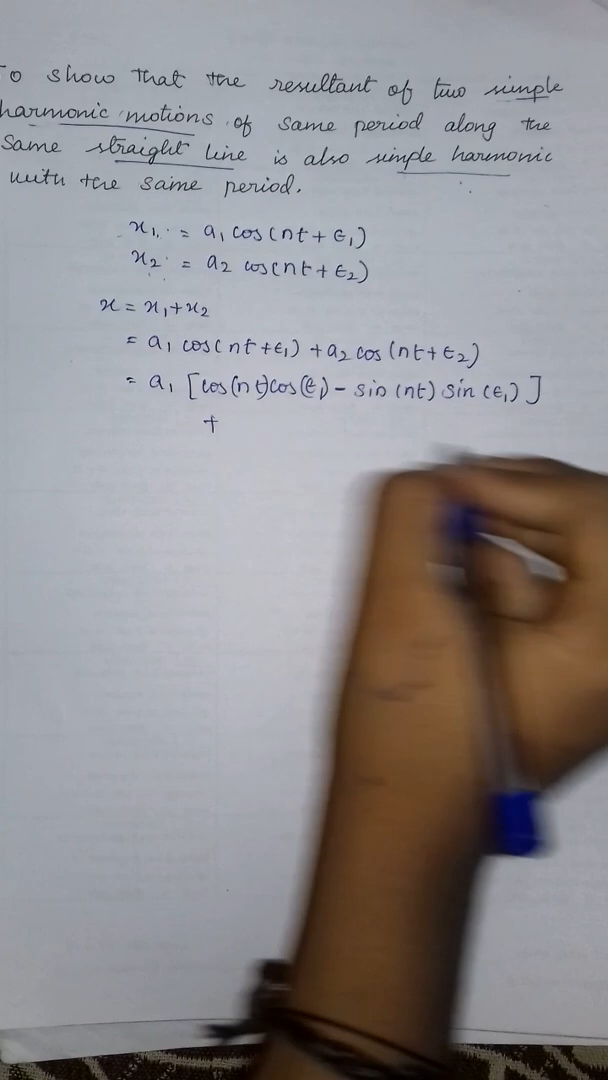 To show that the resultant of two simple
harmonic motions of same period along the
same straight line is also simple harmonic
with the same period.
x₁ = a₁ cos(nt + ϵ₁)
x₂ = a₂ cos(nt + ϵ₂)
x = x₁ + x₂
= a₁ cos(nt + ϵ₁) + a₂ cos(nt + ϵ₂)
= a₁ [cos(nt)cos(ϵ₁) - sin(nt) sin(ϵ₁)]
+